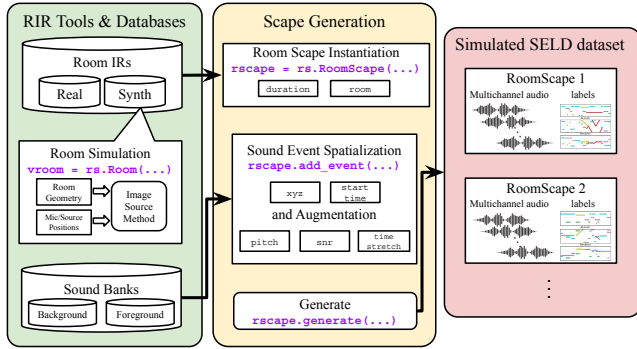 RIR Tools & Databases
Room IRs
Real
Synth
Room Simulation
vroom = rs.Room(...)
Room
Geometry
Mic/Source
Positions
Image
Source
Method
Sound Banks
Background
Foreground
Scape Generation
Room Scape Instantiation
rscape = rs.RoomScape(...)
duration
room
Sound Event Spatialization
rscape.add_event(...)
xyz
start
time
and Augmentation
pitch
snr
time
stretch
Generate
rscape.generate(...)
Simulated SELD dataset
RoomScape 1
Multichannel audio
labels
RoomScape 2
Multichannel audio
labels